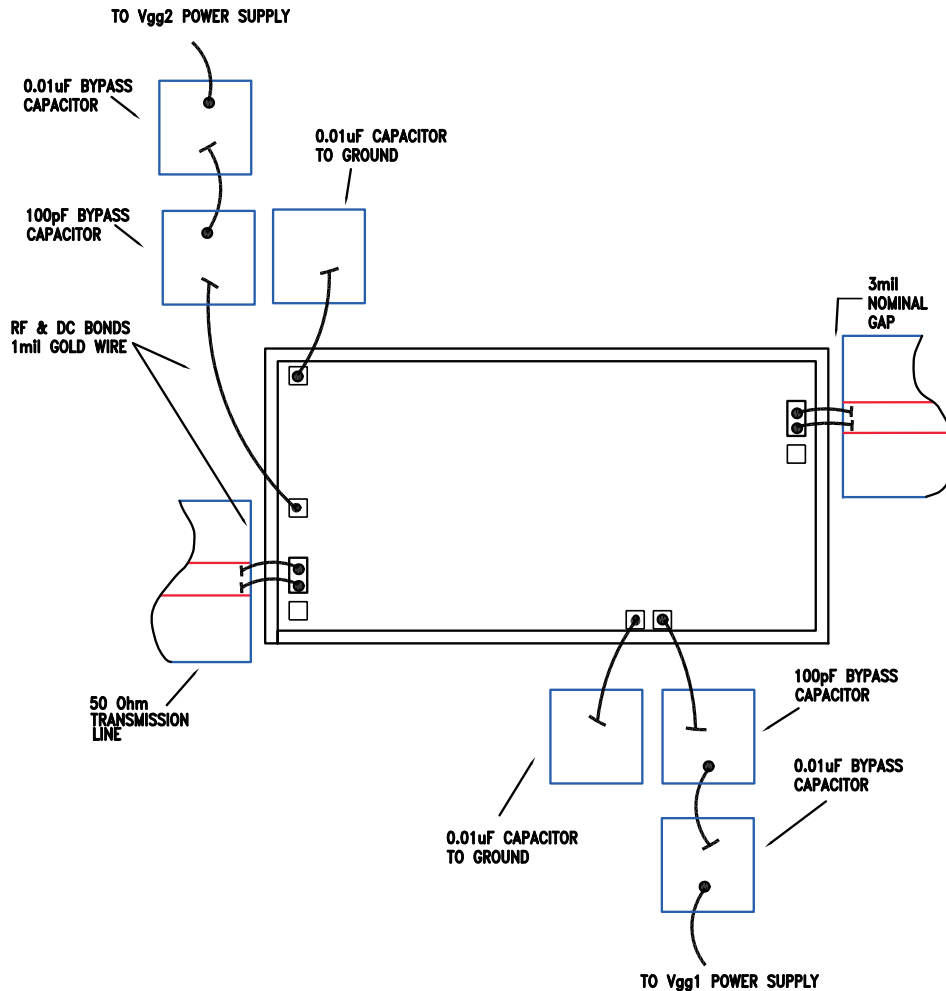 TO Vgg2 POWER SUPPLY
0.01uF BYPASS
CAPACITOR
0.01uF CAPACITOR
TO GROUND
100pF BYPASS
CAPACITOR
3mil
NOMINAL
GAP
RF & DC BONDS
1mil GOLD WIRE
50 Ohm
TRANSMISSION
LINE
100pF BYPASS
CAPACITOR
0.01uF BYPASS
CAPACITOR
0.01uF CAPACITOR
TO GROUND
TO Vgg1 POWER SUPPLY